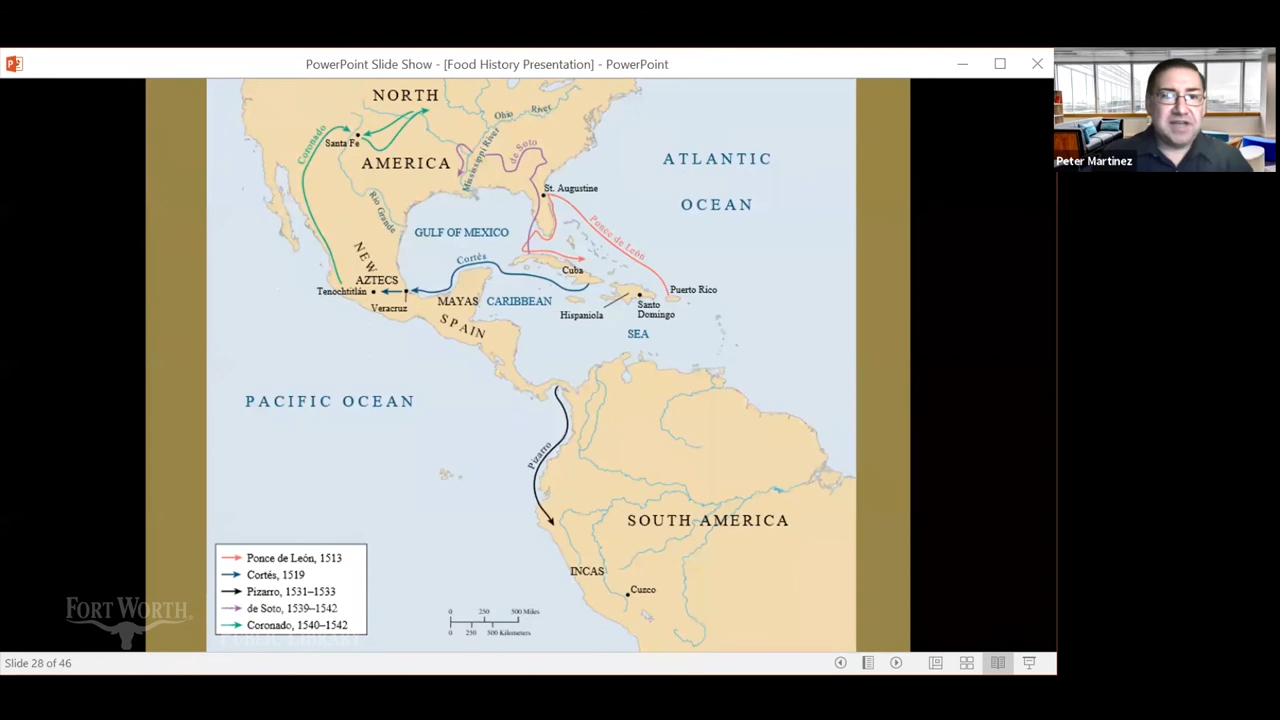 PowerPoint Slide Show - [Food History Presentation] - PowerPoint
Peter Martinez
NORTH
AMERICA
Ohio River
Mississippi River
Coronado
Santa Fe
de Soto
St. Augustine
Rio Grande
ATLANTIC
OCEAN
Ponce de León
GULF OF MEXICO
Cortés
Cuba
NEW
SPAIN
AZTECS
Tenochtitlán
Veracruz
MAYAS
CARIBBEAN
SEA
Hispaniola
Santo
Domingo
Puerto Rico
PACIFIC OCEAN
Pizarro
SOUTH AMERICA
INCAS
Cuzco
Ponce de León, 1513
Cortés, 1519
Pizarro, 1531–1533
de Soto, 1539–1542
Coronado, 1540–1542
0 250 500 Miles
0 250 500 Kilometers
FORT WORTH®
PUBLIC LIBRARY
Slide 28 of 46